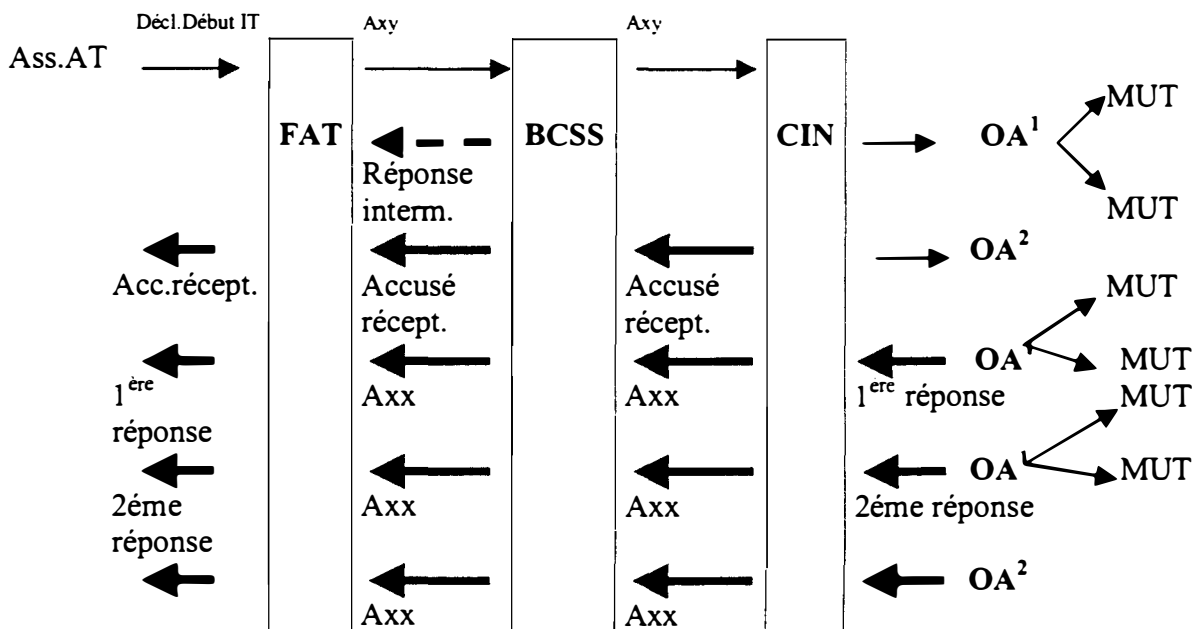 Décl.Début IT Axy Axy
Ass.AT
MUT
FAT BCSS CIN OA¹
Réponse
interm.
MUT
OA²
Acc.récept. Accusé Accusé MUT
récept. récept.
OA¹ MUT
1ère Axx Axx 1ère réponse MUT
réponse
OA¹ MUT
2éme Axx Axx 2éme réponse
réponse
OA²
Axx Axx